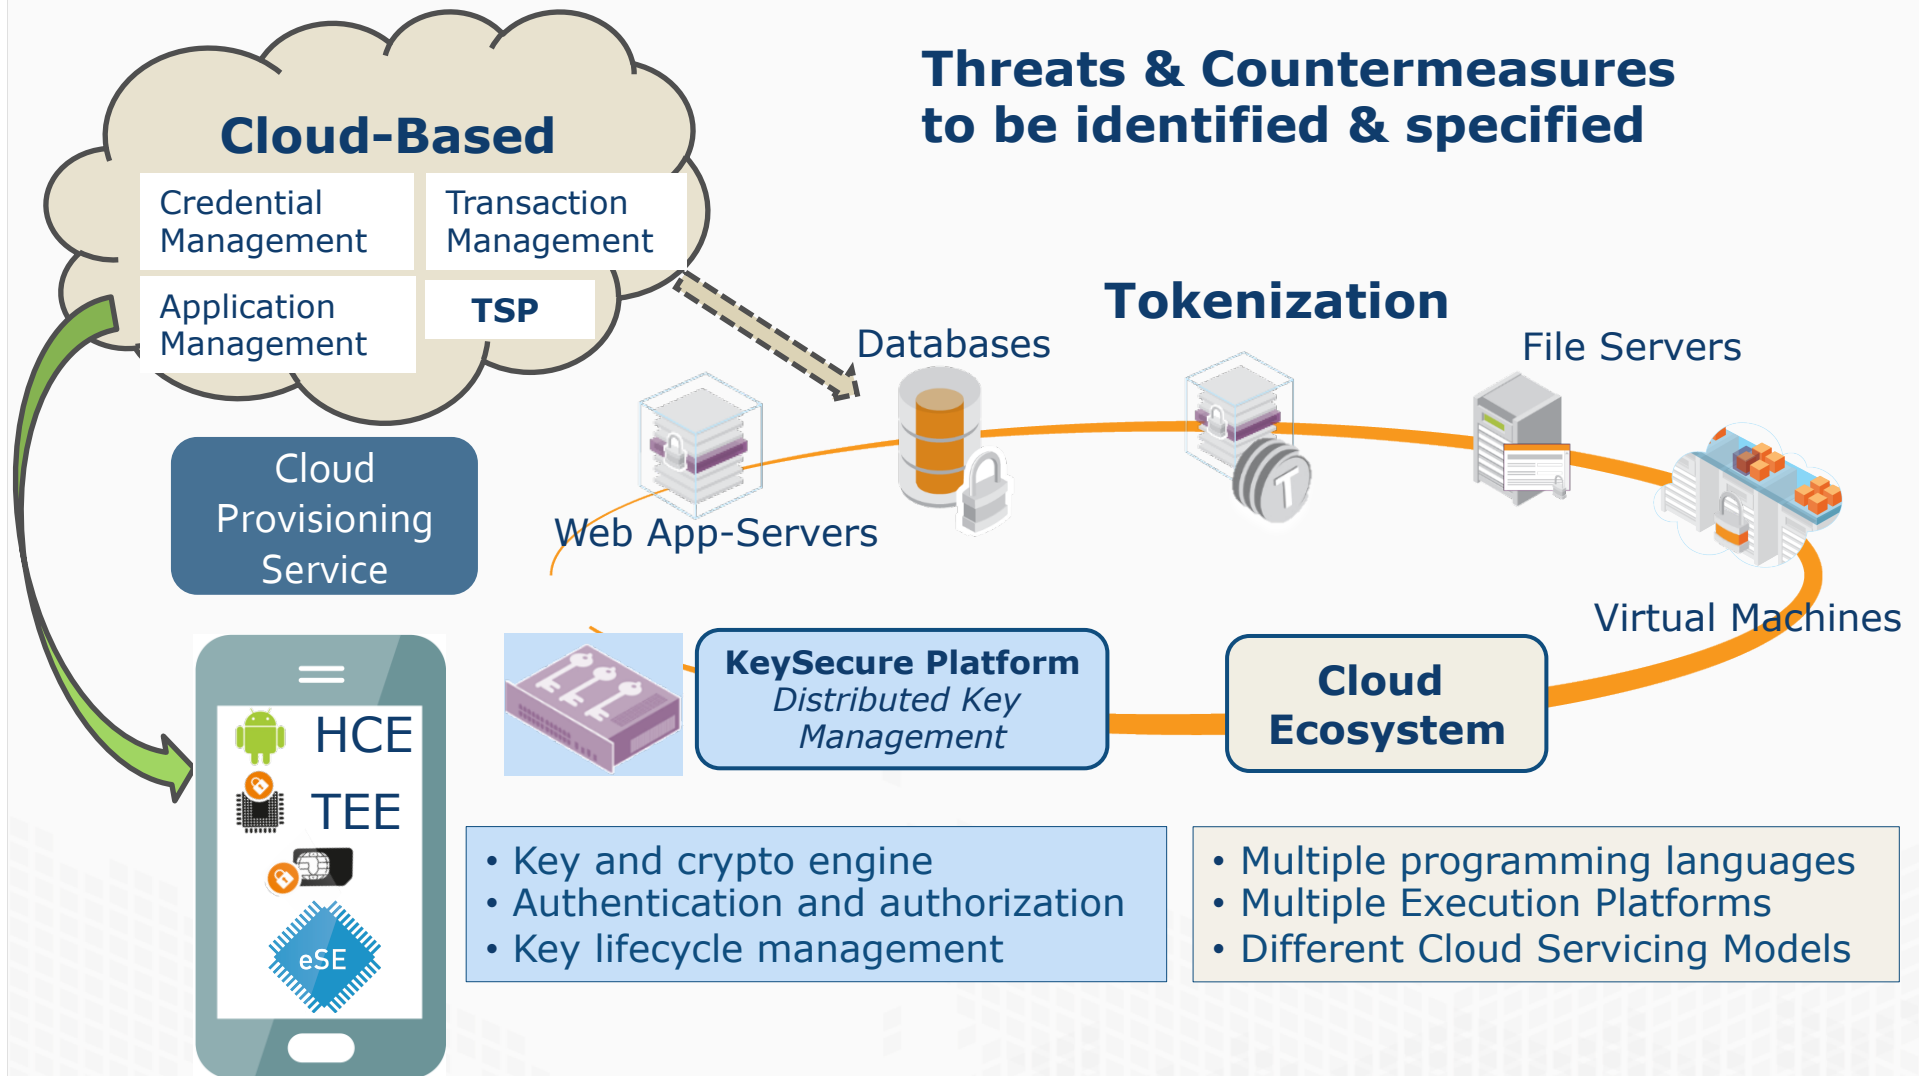 Threats & Countermeasures
to be identified & specified
Cloud-Based
Credential
Management
Transaction
Management
Application
Management
TSP
Tokenization
Databases
File Servers
Web App-Servers
Virtual Machines
Cloud
Provisioning
Service
KeySecure Platform
Distributed Key
Management
Cloud
Ecosystem
HCE
TEE
eSE
T
• Key and crypto engine
• Authentication and authorization
• Key lifecycle management
• Multiple programming languages
• Multiple Execution Platforms
• Different Cloud Servicing Models